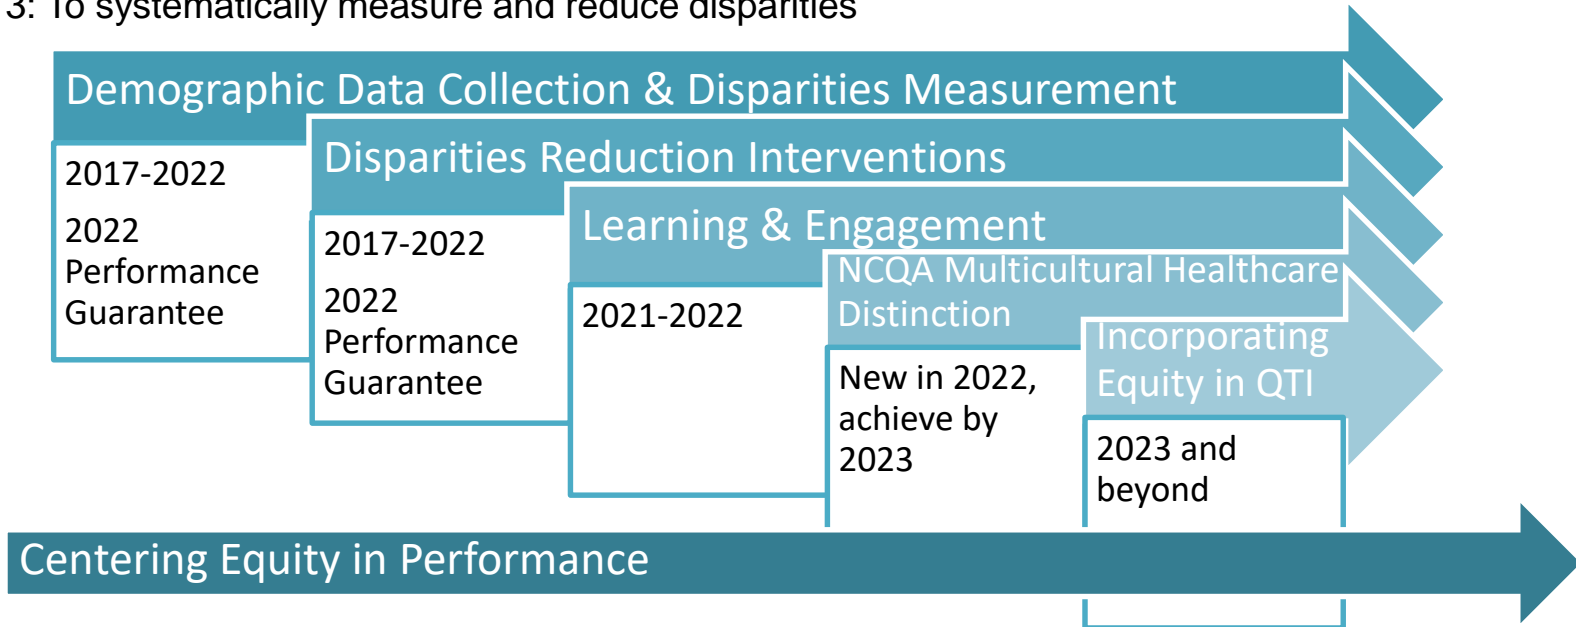 3: To systematically measure and reduce disparities
Demographic Data Collection & Disparities Measurement
2017-2022
2022
Performance
Guarantee
Disparities Reduction Interventions
2017-2022
2022
Performance
Guarantee
Learning & Engagement
2021-2022
NCQA Multicultural Healthcare
Distinction
New in 2022,
achieve by
2023
Incorporating
Equity in QTI
2023 and
beyond
Centering Equity in Performance